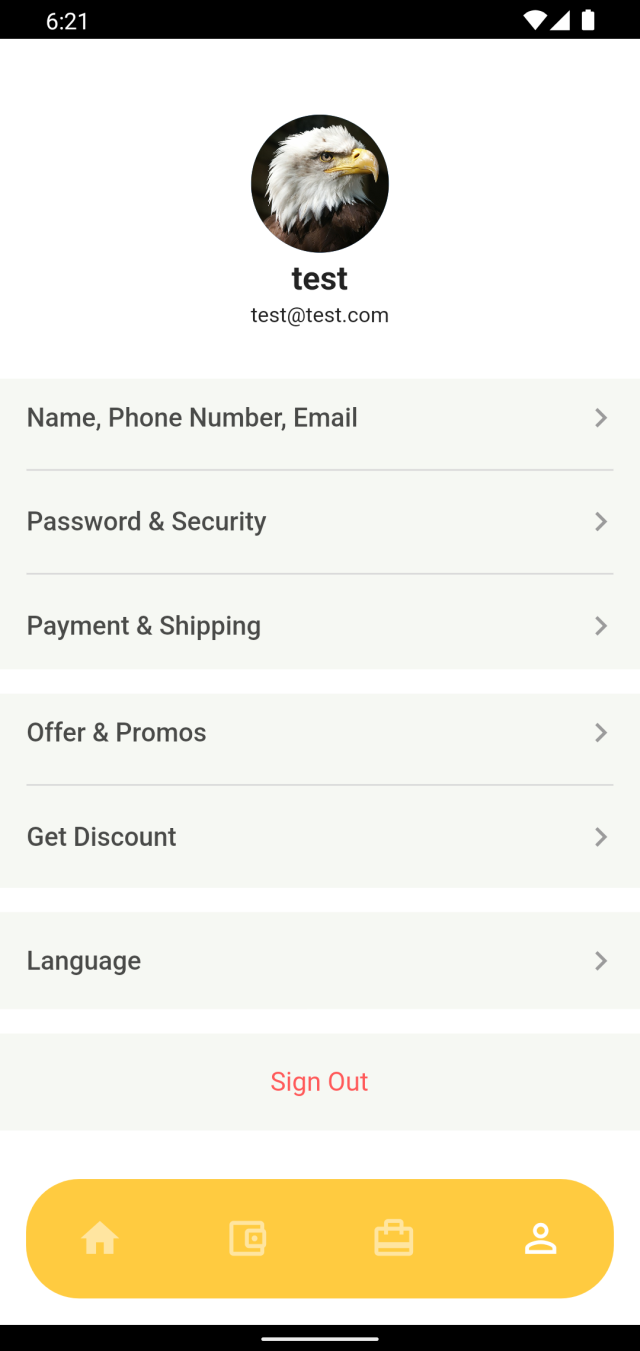 6:21
test
test@test.com
Name, Phone Number, Email
Password & Security
Payment & Shipping
Offer & Promos
Get Discount
Language
Sign Out